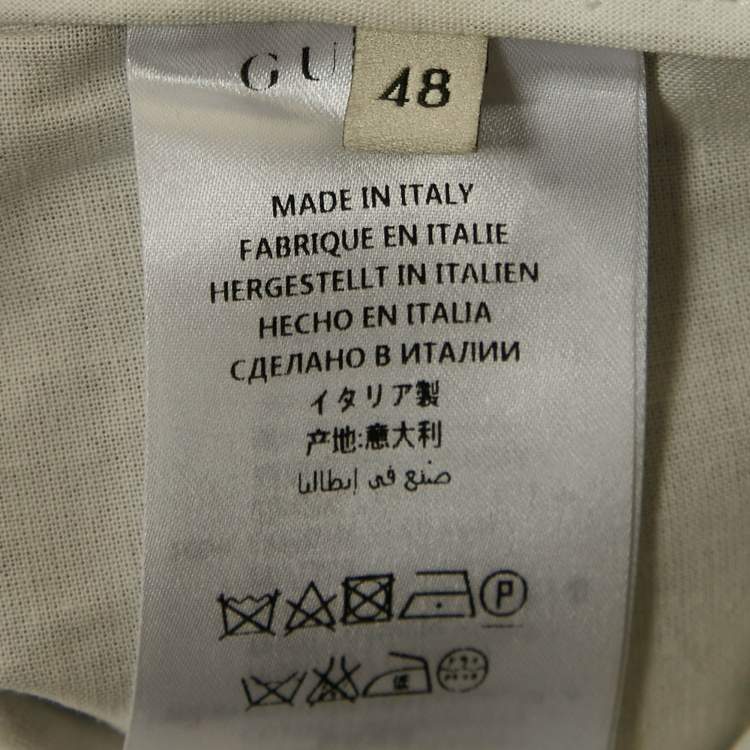 GU
48
MADE IN ITALY
FABRIQUE EN ITALIE
HERGESTELLT IN ITALIEN
HECHO EN ITALIA
СДЕЛАНО В ИТАЛИИ
イタリア製
产地:意大利
صنع في إيطاليا
P
低